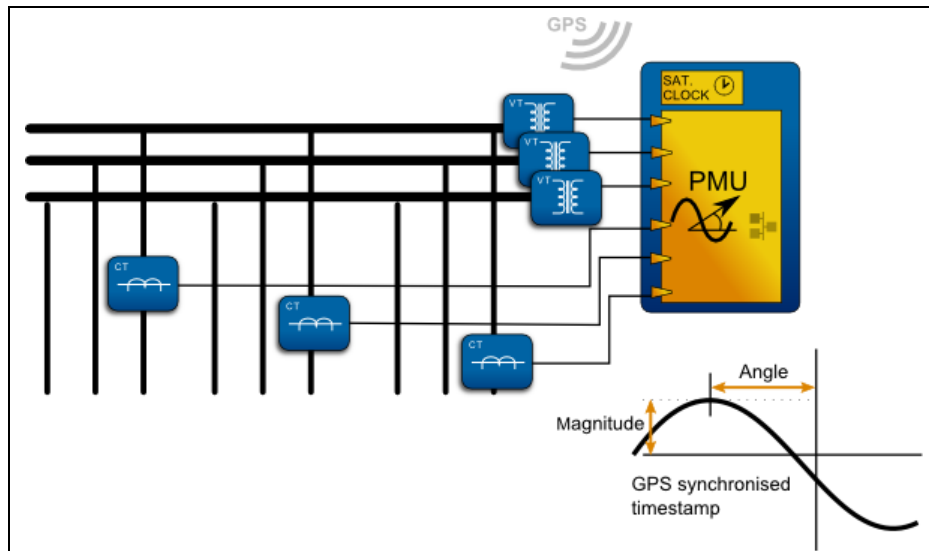 GPS
SAT.
CLOCK
VT
VT
VT
PMU
CT
CT
CT
Angle
Magnitude
GPS synchronised
timestamp